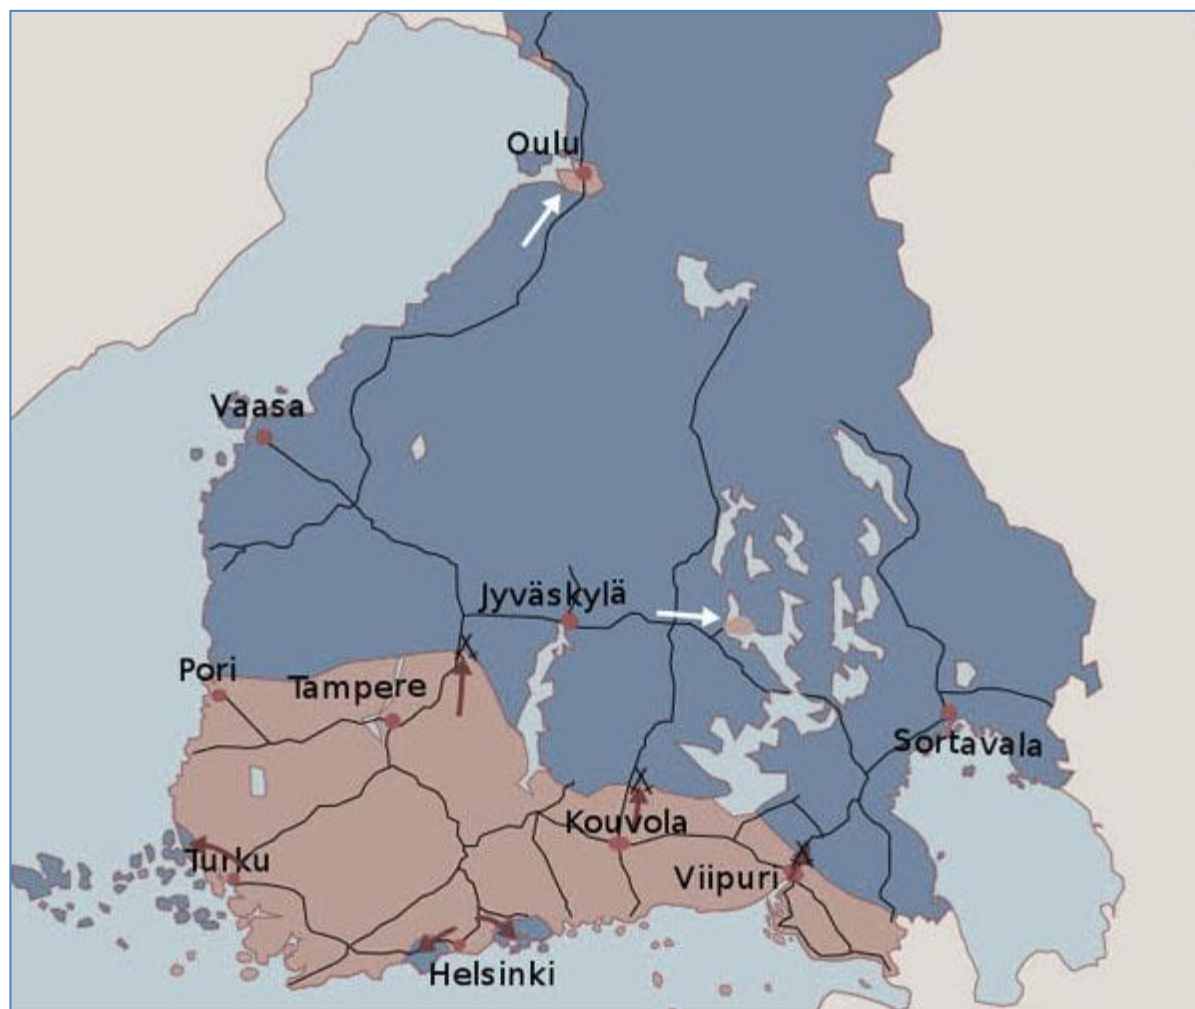 Oulu
Vaasa
Jyväskylä
Pori
Tampere
Sortavala
Kouvola
Turku
Viipuri
Helsinki